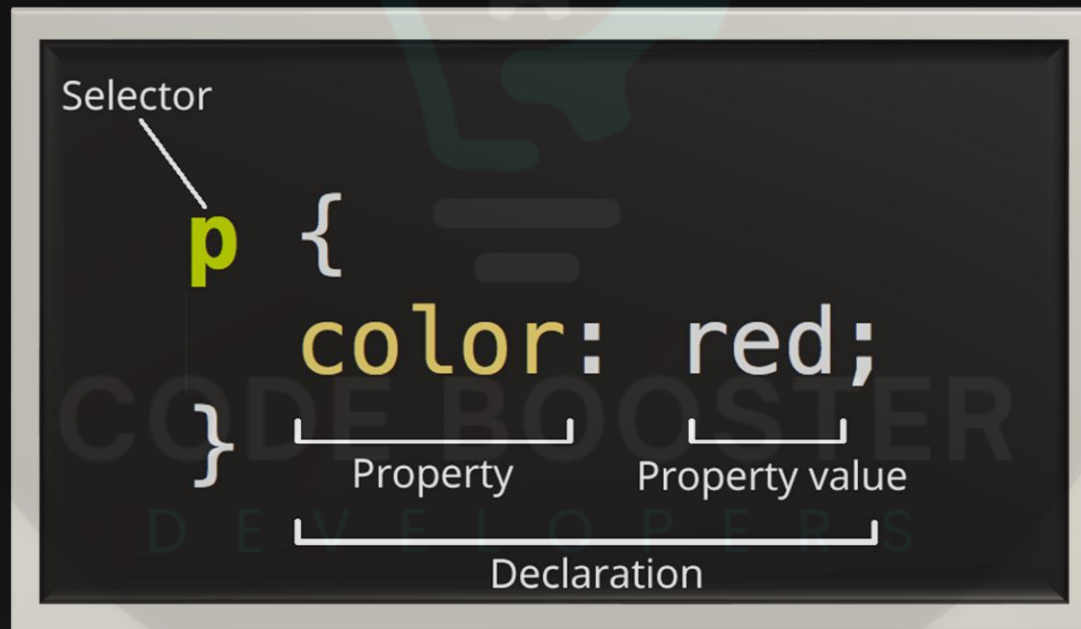 Selector
p {
color: red;
}
Property Property value
Declaration
CODE BOOSTER
DEVELOPERS